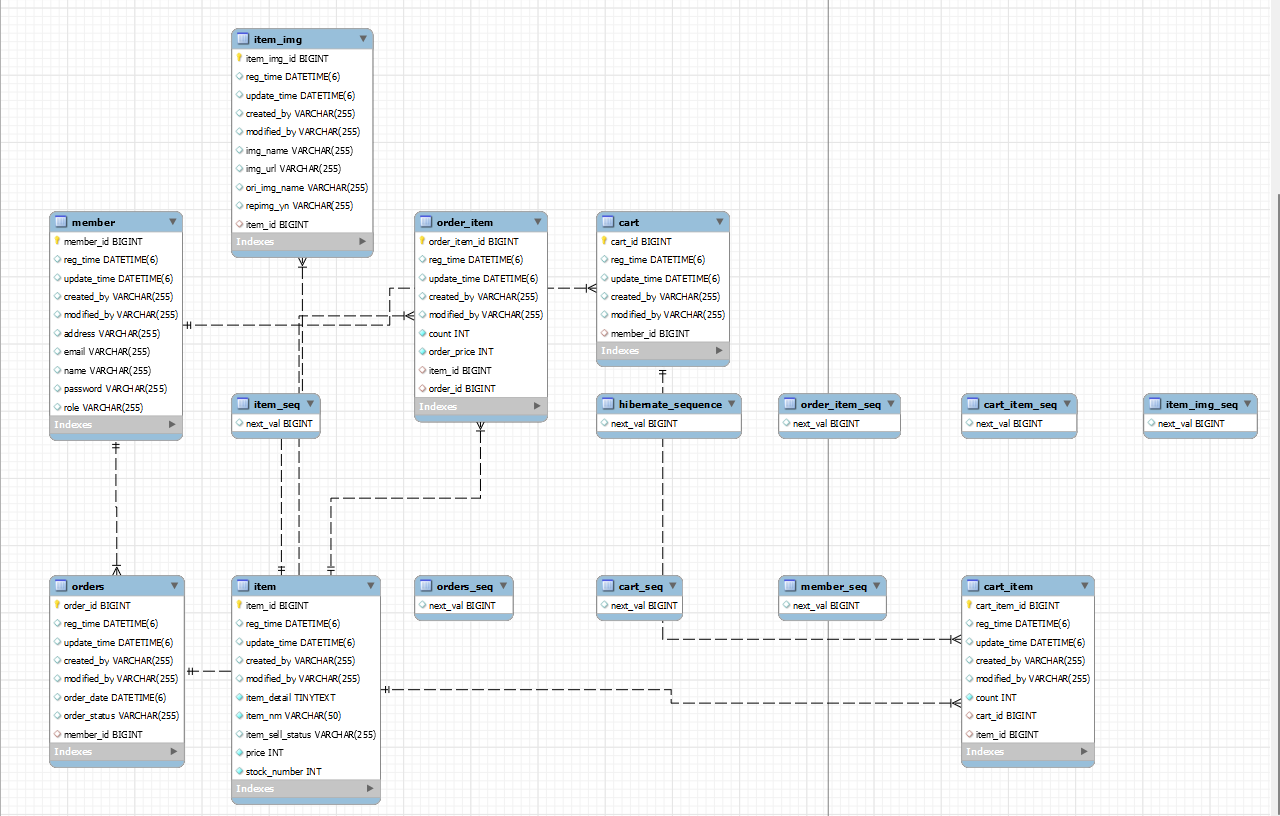 item_img
item_img_id BIGINT
reg_time DATETIME(6)
update_time DATETIME(6)
created_by VARCHAR(255)
modified_by VARCHAR(255)
img_name VARCHAR(255)
img_url VARCHAR(255)
ori_img_name VARCHAR(255)
repimg_yn VARCHAR(255)
item_id BIGINT
Indexes
member
member_id BIGINT
reg_time DATETIME(6)
update_time DATETIME(6)
created_by VARCHAR(255)
modified_by VARCHAR(255)
address VARCHAR(255)
email VARCHAR(255)
name VARCHAR(255)
password VARCHAR(255)
role VARCHAR(255)
Indexes
order_item
order_item_id BIGINT
reg_time DATETIME(6)
update_time DATETIME(6)
created_by VARCHAR(255)
modified_by VARCHAR(255)
count INT
order_price INT
item_id BIGINT
order_id BIGINT
Indexes
cart
cart_id BIGINT
reg_time DATETIME(6)
update_time DATETIME(6)
created_by VARCHAR(255)
modified_by VARCHAR(255)
member_id BIGINT
Indexes
item_seq
next_val BIGINT
hibernate_sequence
next_val BIGINT
order_item_seq
next_val BIGINT
cart_item_seq
next_val BIGINT
item_img_seq
next_val BIGINT
orders
order_id BIGINT
reg_time DATETIME(6)
update_time DATETIME(6)
created_by VARCHAR(255)
modified_by VARCHAR(255)
order_date DATETIME(6)
order_status VARCHAR(255)
member_id BIGINT
Indexes
item
item_id BIGINT
reg_time DATETIME(6)
update_time DATETIME(6)
created_by VARCHAR(255)
modified_by VARCHAR(255)
item_detail TINYTEXT
item_nm VARCHAR(50)
item_sell_status VARCHAR(255)
price INT
stock_number INT
Indexes
orders_seq
next_val BIGINT
cart_seq
next_val BIGINT
member_seq
next_val BIGINT
cart_item
cart_item_id BIGINT
reg_time DATETIME(6)
update_time DATETIME(6)
created_by VARCHAR(255)
modified_by VARCHAR(255)
count INT
cart_id BIGINT
item_id BIGINT
Indexes